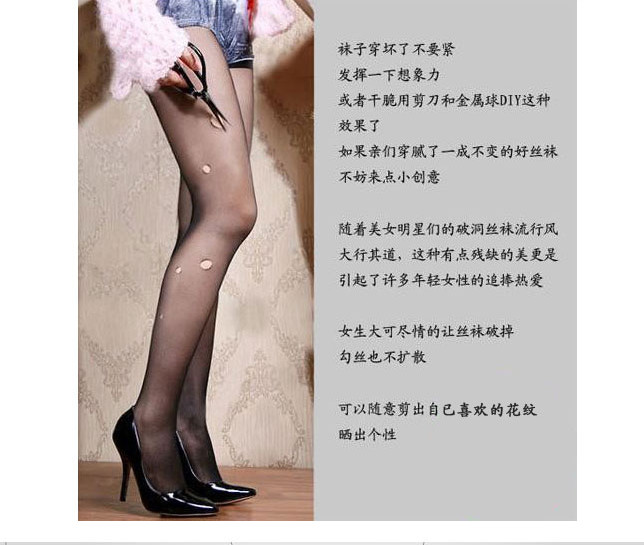 袜子穿坏了不要紧
发挥一下想象力
或者干脆用剪刀和金属球DIY这种
效果了
如果亲们穿腻了一成不变的好丝袜
不妨来点小创意
随着美女明星们的破洞丝袜流行风
大行其道，这种有点残缺的美更是
引起了许多年轻女性的追捧热爱
女生大可尽情的让丝袜破掉
勾丝也不扩散
可以随意剪出自已喜欢的花纹
晒出个性